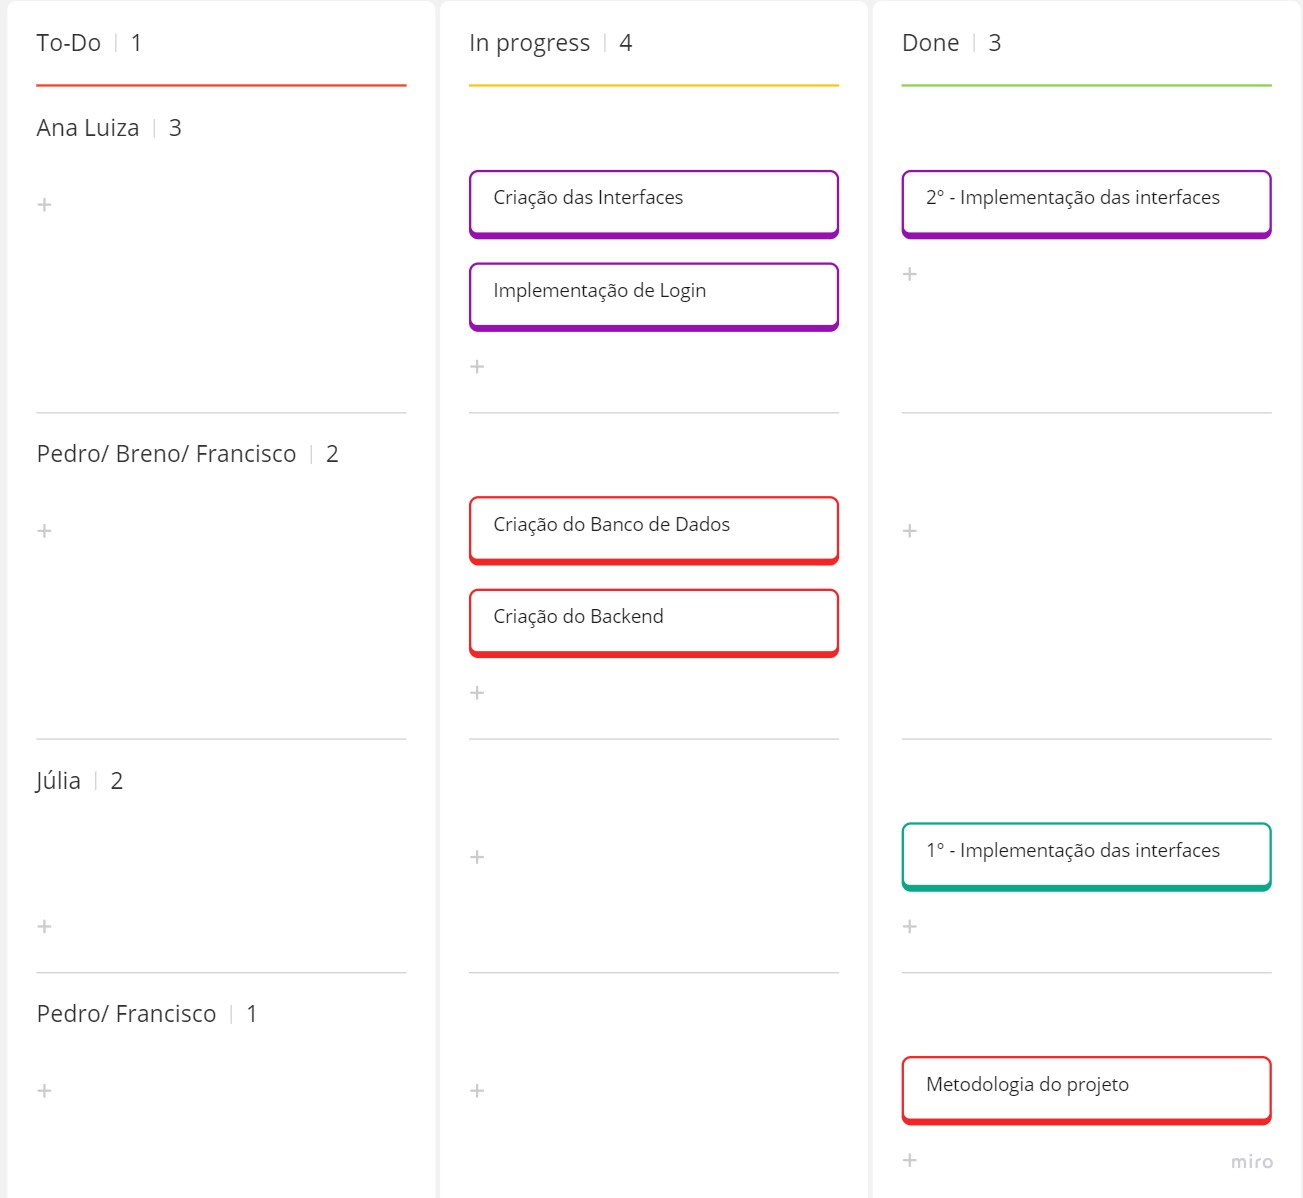 To-Do | 1
In progress | 4
Done | 3
Ana Luiza | 3
Criação das Interfaces
2° - Implementação das interfaces
Implementação de Login
Pedro/ Breno/ Francisco | 2
Criação do Banco de Dados
Criação do Backend
Júlia | 2
1° - Implementação das interfaces
Pedro/ Francisco | 1
Metodologia do projeto
miro